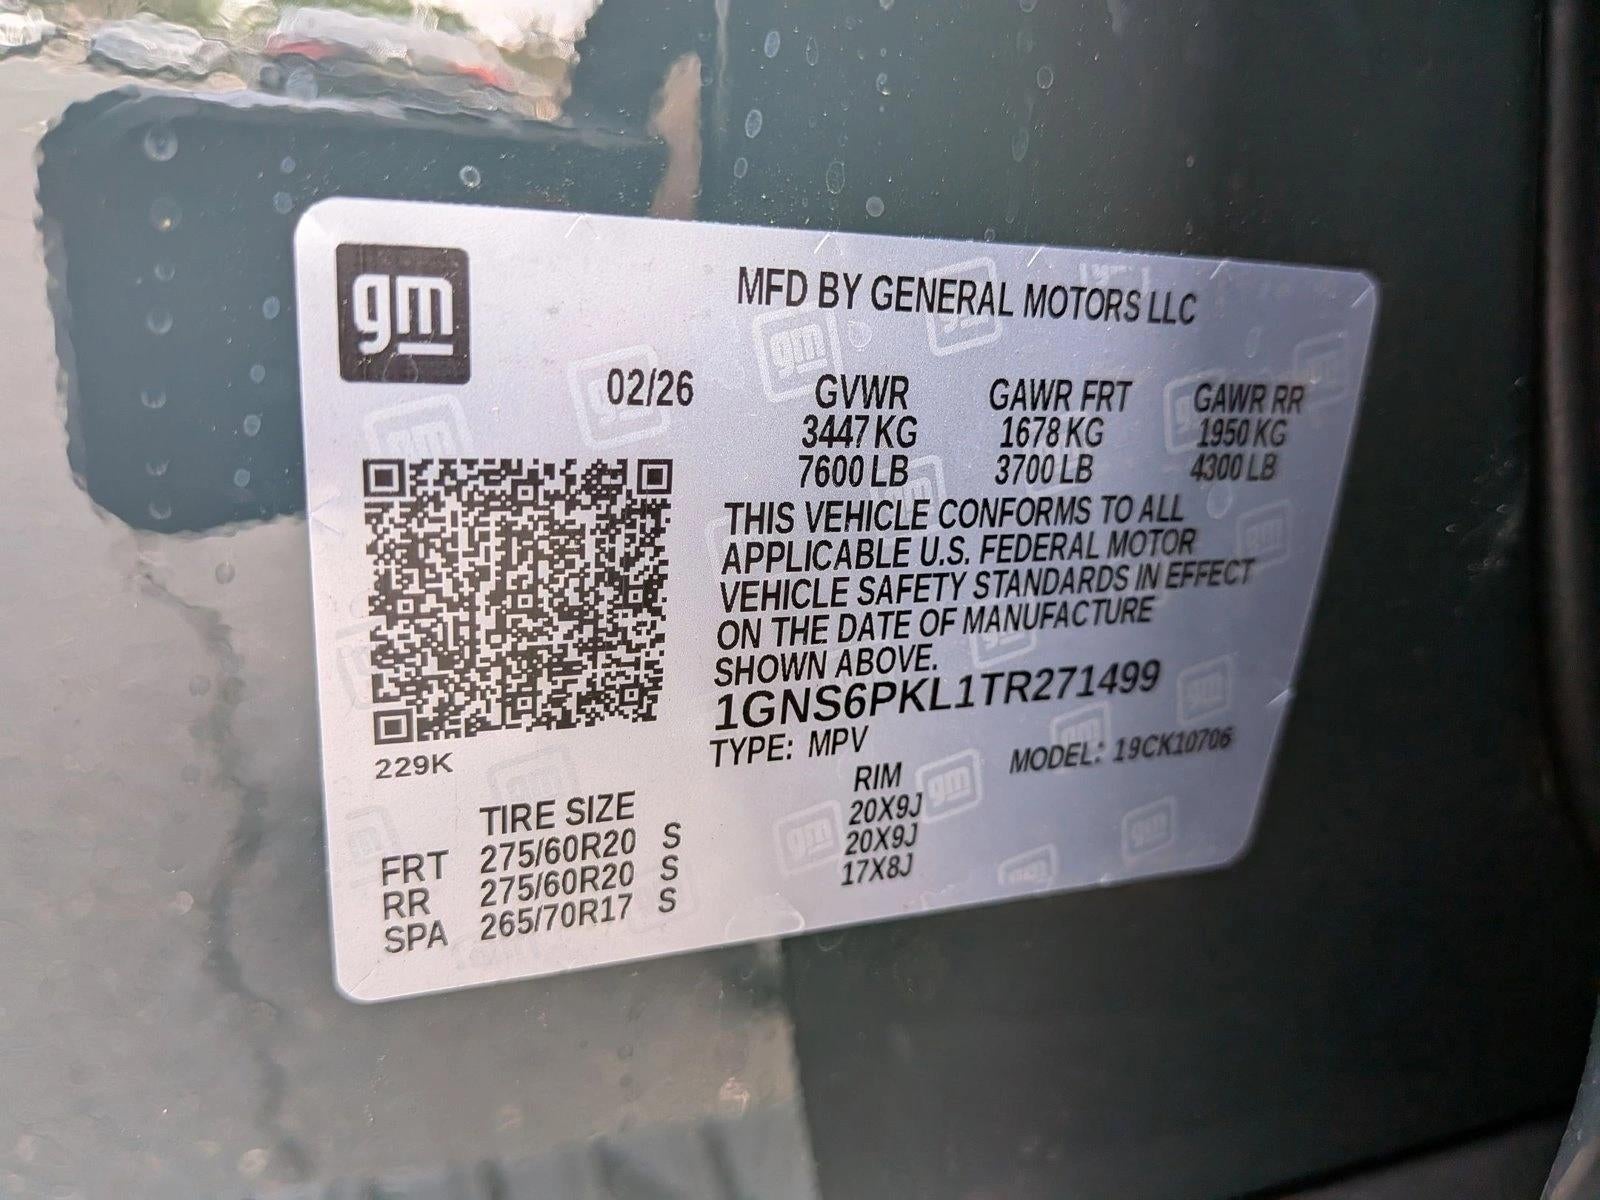 gm
MFD BY GENERAL MOTORS LLC
02/26
GVWR GAWR FRT GAWR RR
3447 KG 1678 KG 1950 KG
7600 LB 3700 LB 4300 LB
THIS VEHICLE CONFORMS TO ALL
APPLICABLE U.S. FEDERAL MOTOR
VEHICLE SAFETY STANDARDS IN EFFECT
ON THE DATE OF MANUFACTURE
SHOWN ABOVE.
1GNS6PKL1TR271499
TYPE: MPV MODEL: 19CK10706
229K
TIRE SIZE RIM
FRT 275/60R20 S 20X9J
RR 275/60R20 S 20X9J
SPA 265/70R17 S 17X8J